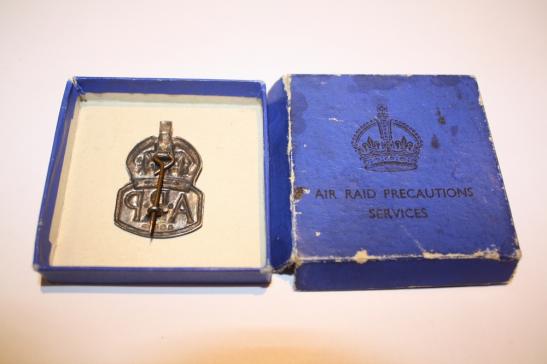 AIR RAID PRECAUTIONS
SERVICES
A.R.P